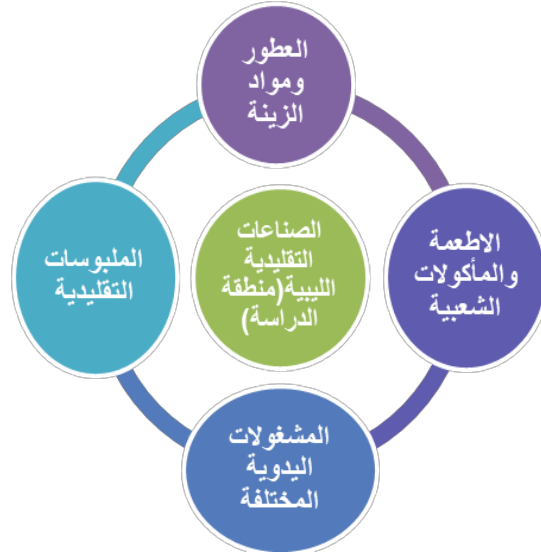 العطور
ومواد
الزينة
الاطعمة
والمأكولات
الشعبية
الصناعات
التقليدية
الليبية(منطقة
الدراسة)
الملبوسات
التقليدية
المشغولات
اليدوية
المختلفة